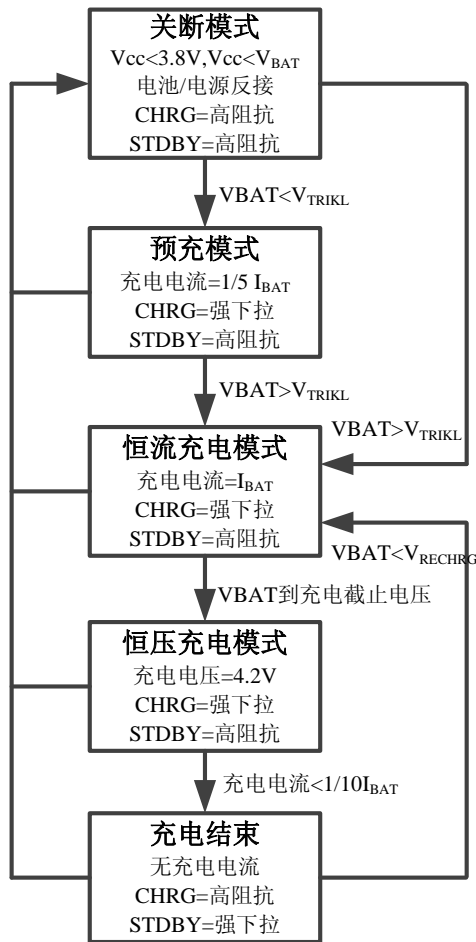 关断模式
Vcc<3.8V,Vcc<VBAT
电池/电源反接
CHRG=高阻抗
STDBY=高阻抗
VBAT<VTRIKL
预充模式
充电电流=1/5 IBAT
CHRG=强下拉
STDBY=高阻抗
VBAT>VTRIKL
VBAT>VTRIKL
恒流充电模式
充电电流=IBAT
CHRG=强下拉
STDBY=高阻抗
VBAT<VRECHRG
VBAT到充电截止电压
恒压充电模式
充电电压=4.2V
CHRG=强下拉
STDBY=高阻抗
充电电流<1/10IBAT
充电结束
无充电电流
CHRG=高阻抗
STDBY=强下拉